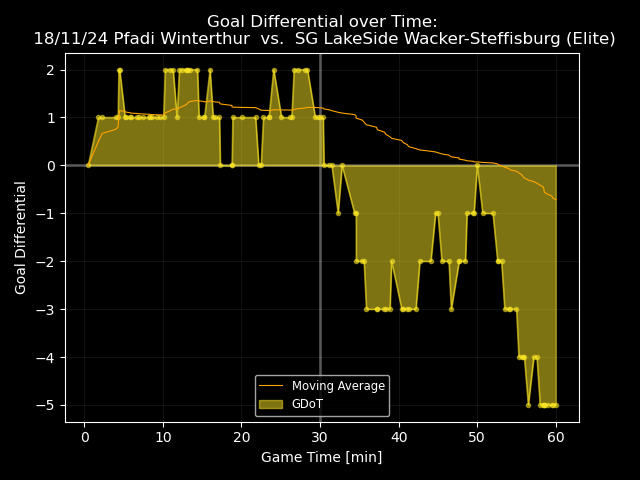 Goal Differential over Time:
18/11/24 Pfadi Winterthur vs. SG LakeSide Wacker-Steffisburg (Elite)
2
1
0
−1
−2
−3
−4
−5
Goal Differential
Moving Average
GDoT
0 10 20 30 40 50 60
Game Time [min]